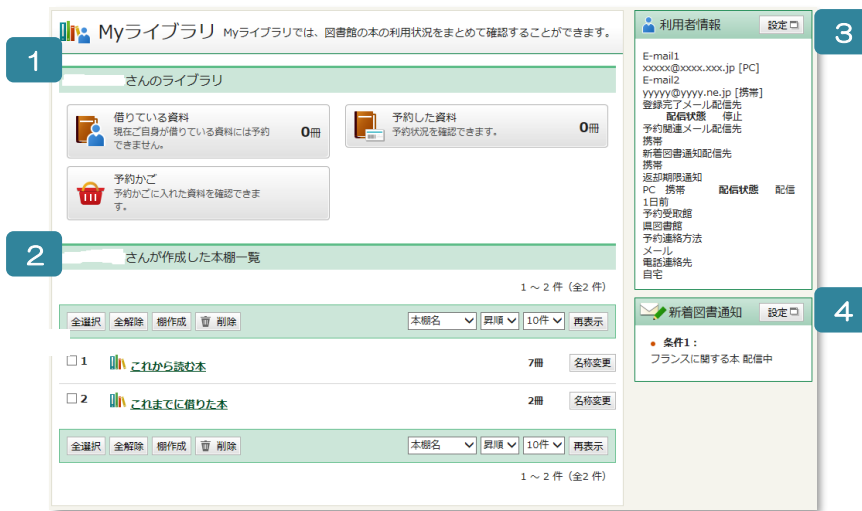 Myライブラリ Myライブラリでは、図書館の本の利用状況をまとめて確認することができます。
1
さんのライブラリ
借りている資料
現在ご自身が借りている資料には予約
できません。
0冊
予約した資料
予約状況を確認できます。
0冊
予約かご
予約かごに入れた資料を確認できま
す。
2
さんが作成した本棚一覧
1 ～ 2 件（全2 件）
全選択 全解除 棚作成 削除 本棚名 昇順 10件 再表示
1 これから読む本 7冊 名称変更
2 これまでに借りた本 2冊 名称変更
全選択 全解除 棚作成 削除 本棚名 昇順 10件 再表示
1 ～ 2 件（全2 件）
利用者情報 設定
3
E-mail1
xxxxx@xxxx.xxx.jp [PC]
E-mail2
yyyyy@yyyy.ne.jp [携帯]
登録完了メール配信先
配信状態 停止
予約関連メール配信先
携帯
新着図書通知配信先
携帯
返却期限通知
PC 携帯 配信状態 配信
1日前
予約受取館
県図書館
予約連絡方法
メール
電話連絡先
自宅
新着図書通知 設定
4
条件1：
フランスに関する本 配信中